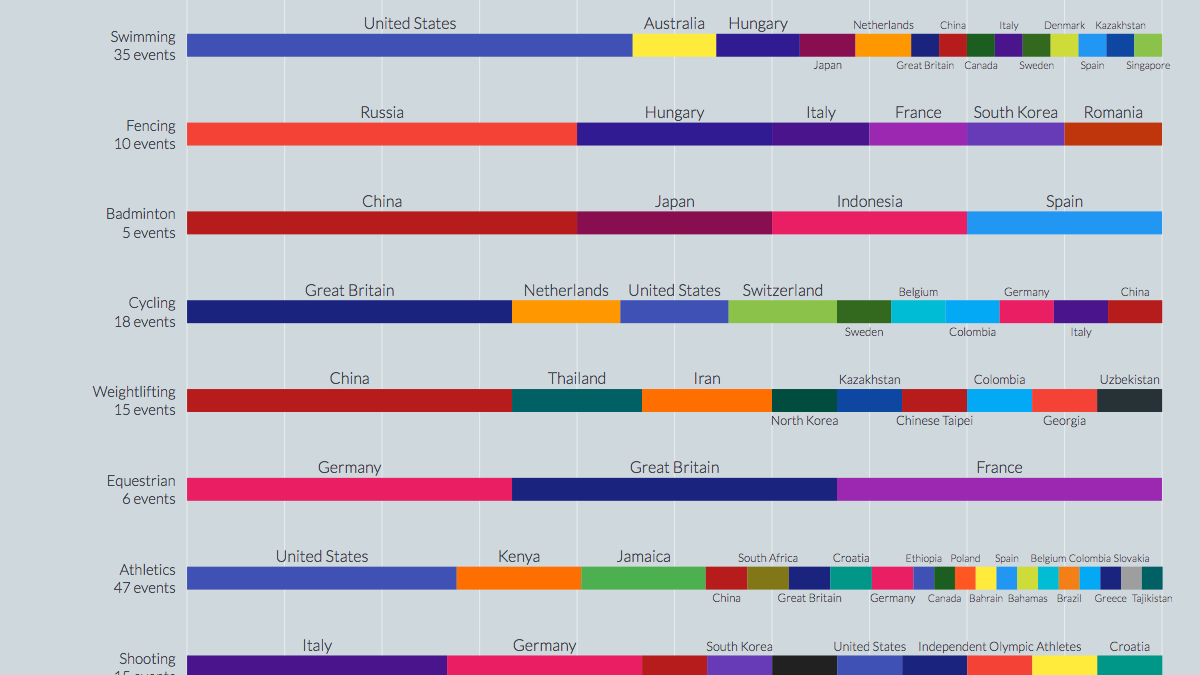 United States Australia Hungary Netherlands China Italy Denmark Kazakhstan
Swimming
35 events
Japan Great Britain Canada Sweden Spain Singapore
Russia Hungary Italy France South Korea Romania
Fencing
10 events
China Japan Indonesia Spain
Badminton
5 events
Great Britain Netherlands United States Switzerland Belgium Germany China
Cycling
18 events
Sweden Colombia Italy
China Thailand Iran Kazakhstan Colombia Uzbekistan
Weightlifting
15 events
North Korea Chinese Taipei Georgia
Germany Great Britain France
Equestrian
6 events
United States Kenya Jamaica South Africa Croatia Ethiopia Poland Spain Belgium Colombia Slovakia
Athletics
47 events
China Great Britain Germany Canada Bahrain Bahamas Brazil Greece Tajikistan
Italy Germany South Korea United States Independent Olympic Athletes Croatia
Shooting